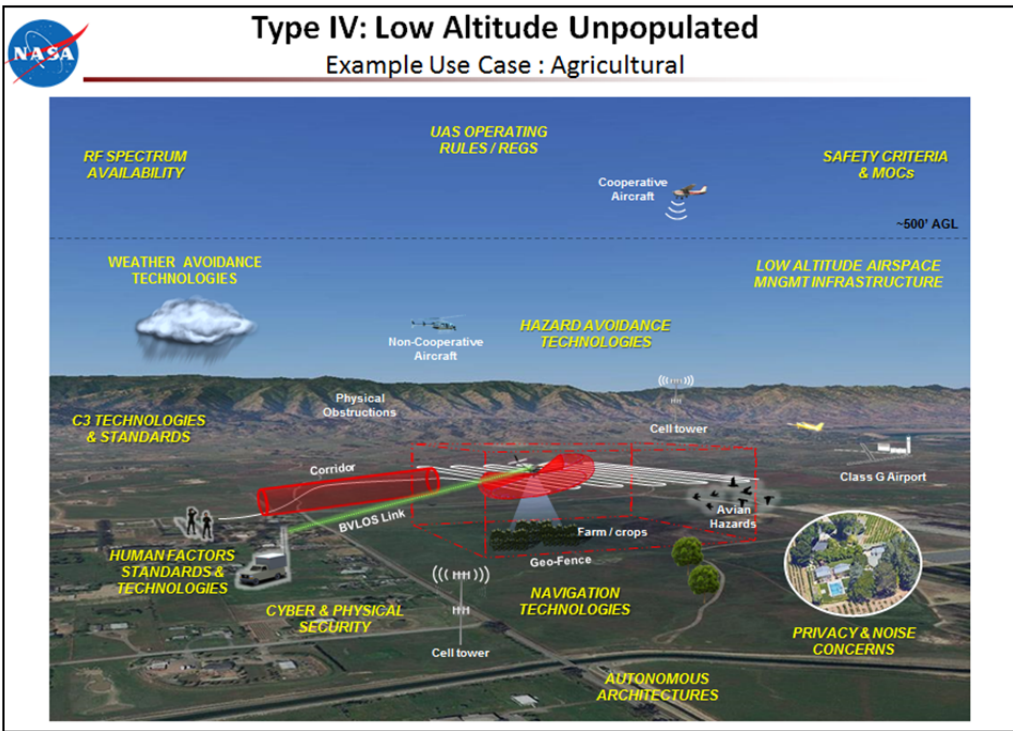 NASA
Type IV: Low Altitude Unpopulated
Example Use Case : Agricultural
UAS OPERATING
RULES / REGS
RF SPECTRUM
AVAILABILITY
SAFETY CRITERIA
& MOCs
Cooperative
Aircraft
~500' AGL
WEATHER AVOIDANCE
TECHNOLOGIES
LOW ALTITUDE AIRSPACE
MNGMT INFRASTRUCTURE
HAZARD AVOIDANCE
TECHNOLOGIES
Non-Cooperative
Aircraft
Physical
Obstructions
C3 TECHNOLOGIES
& STANDARDS
Cell tower
Corridor
Class G Airport
BVLOS Link
Avian
Hazards
Farm / crops
Geo-Fence
HUMAN FACTORS
STANDARDS &
TECHNOLOGIES
NAVIGATION
TECHNOLOGIES
CYBER & PHYSICAL
SECURITY
PRIVACY & NOISE
CONCERNS
Cell tower
AUTONOMOUS
ARCHITECTURES